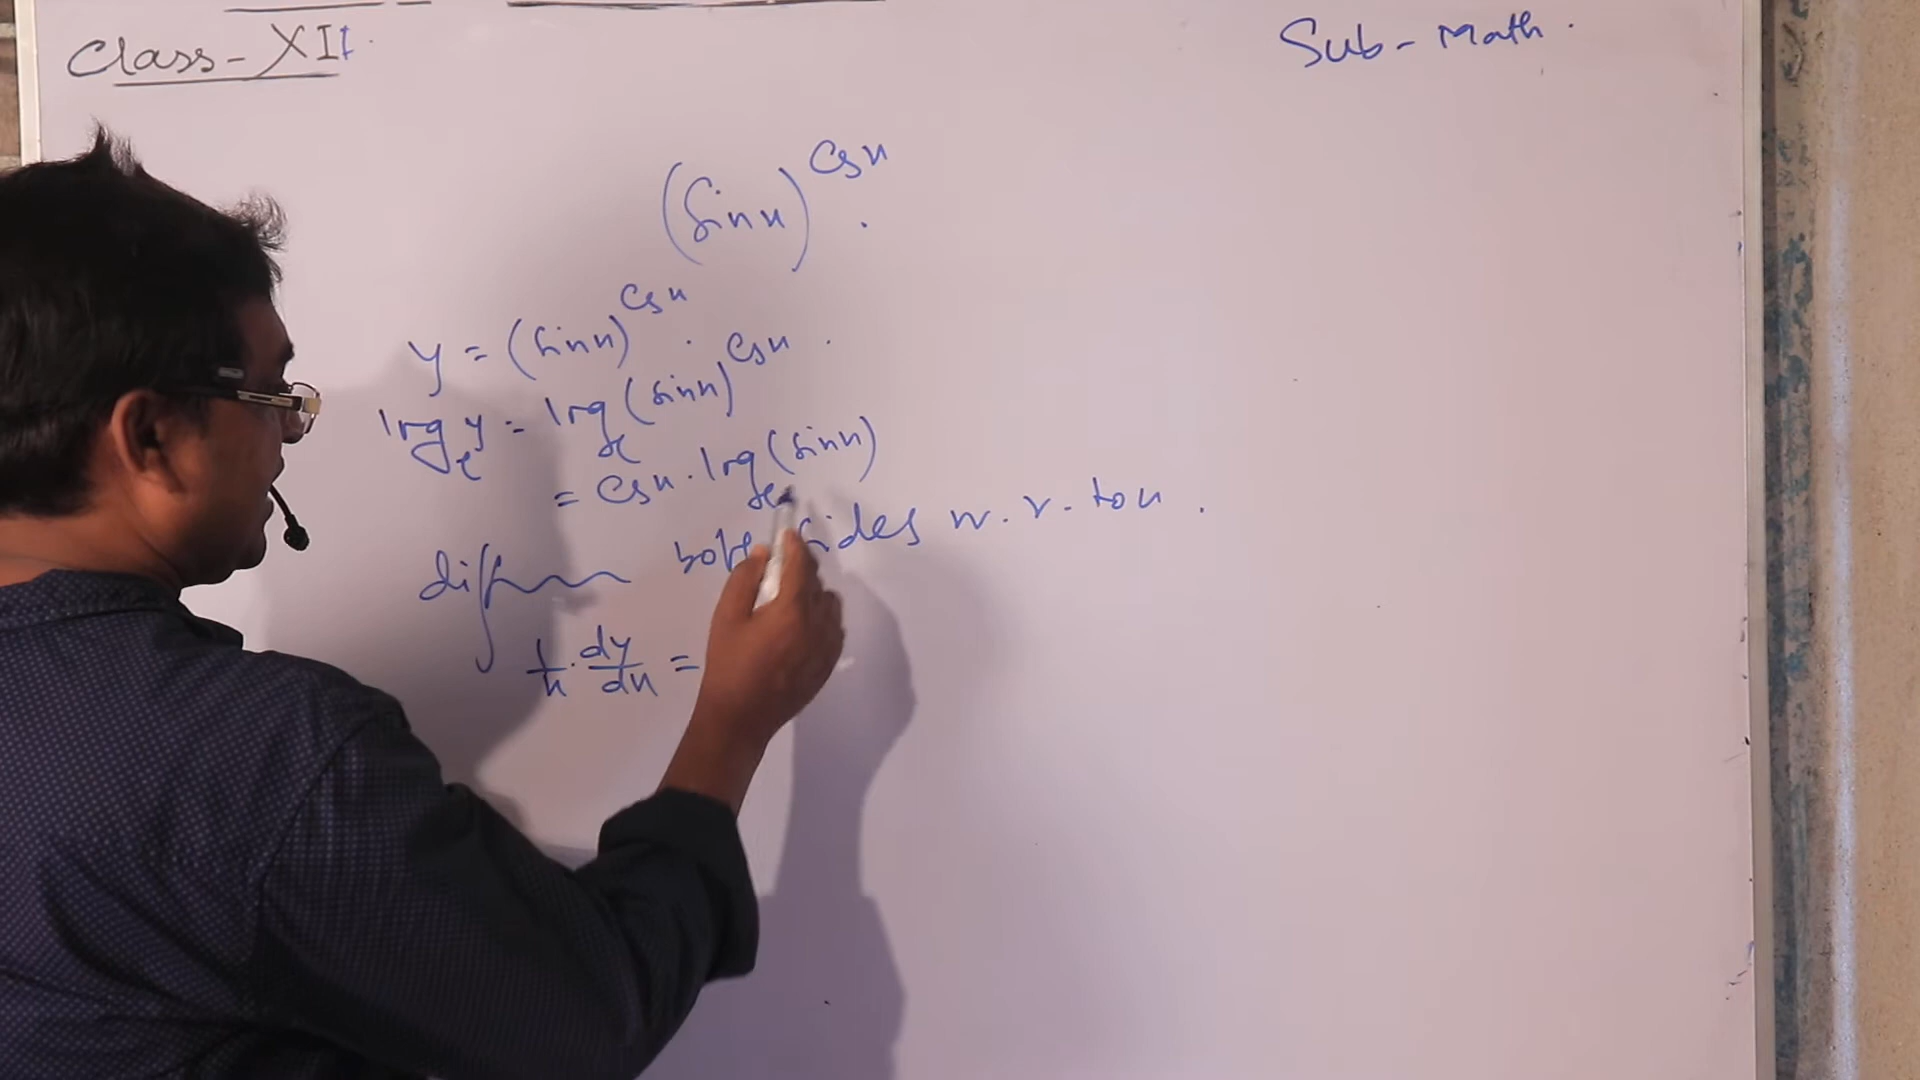 Class - XII.
Sub - Math.
(Sinx)^Cosx .
y = (Sinx)^Cosx .
log_e y = log_e (Sinx)^Cosx .
= Cosx . log_e (Sinx)
both sides w.r. to x .
1/x . dy/dx =